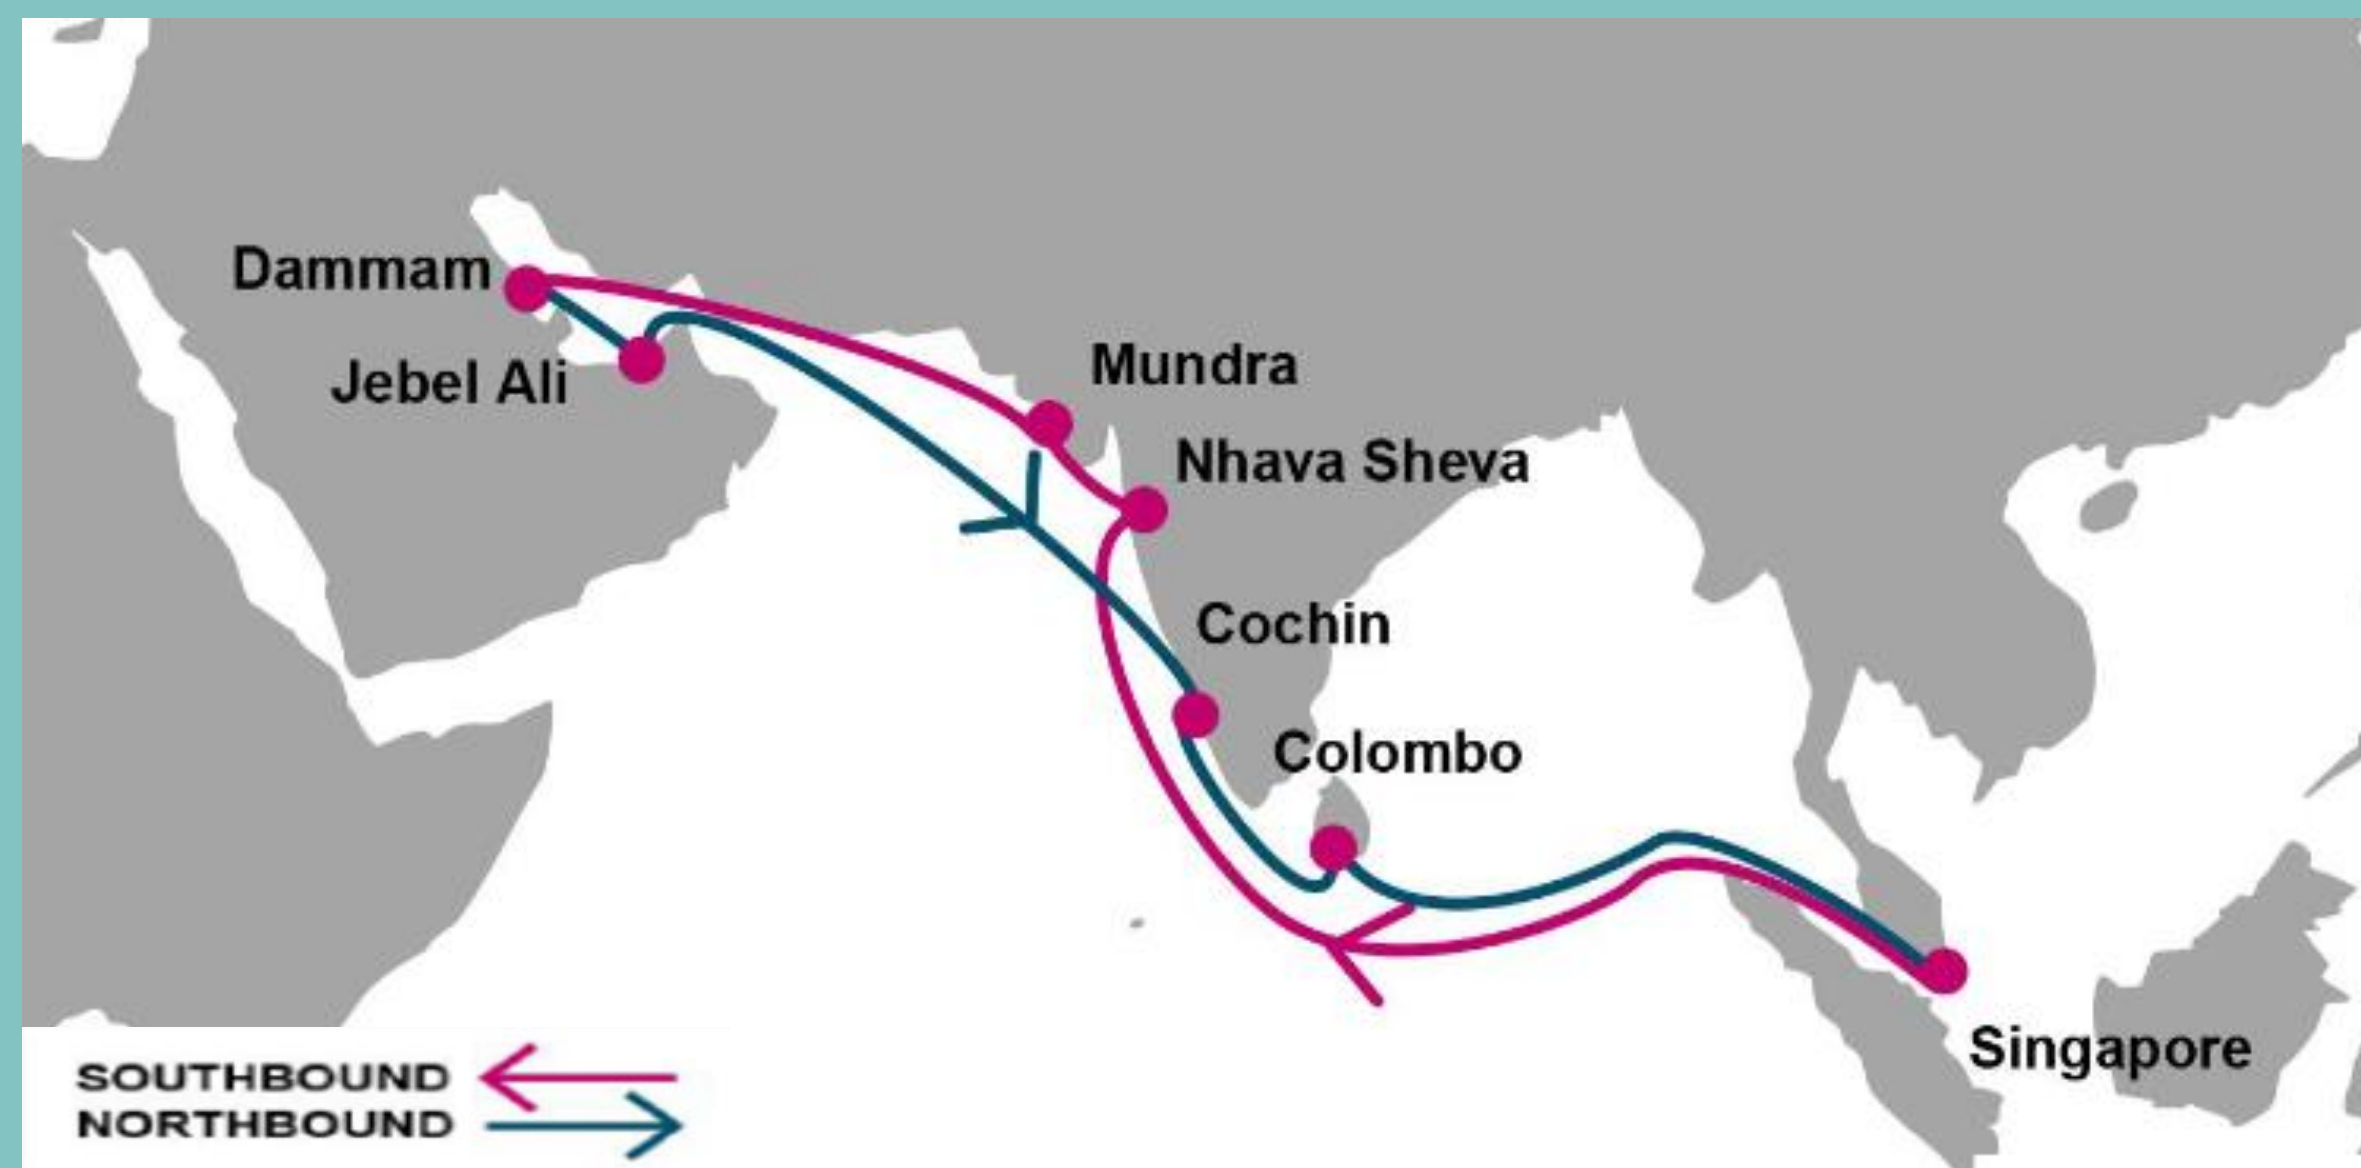 Dammam
Jebel Ali
Mundra
Nhava Sheva
Cochin
Colombo
Singapore
SOUTHBOUND
NORTHBOUND